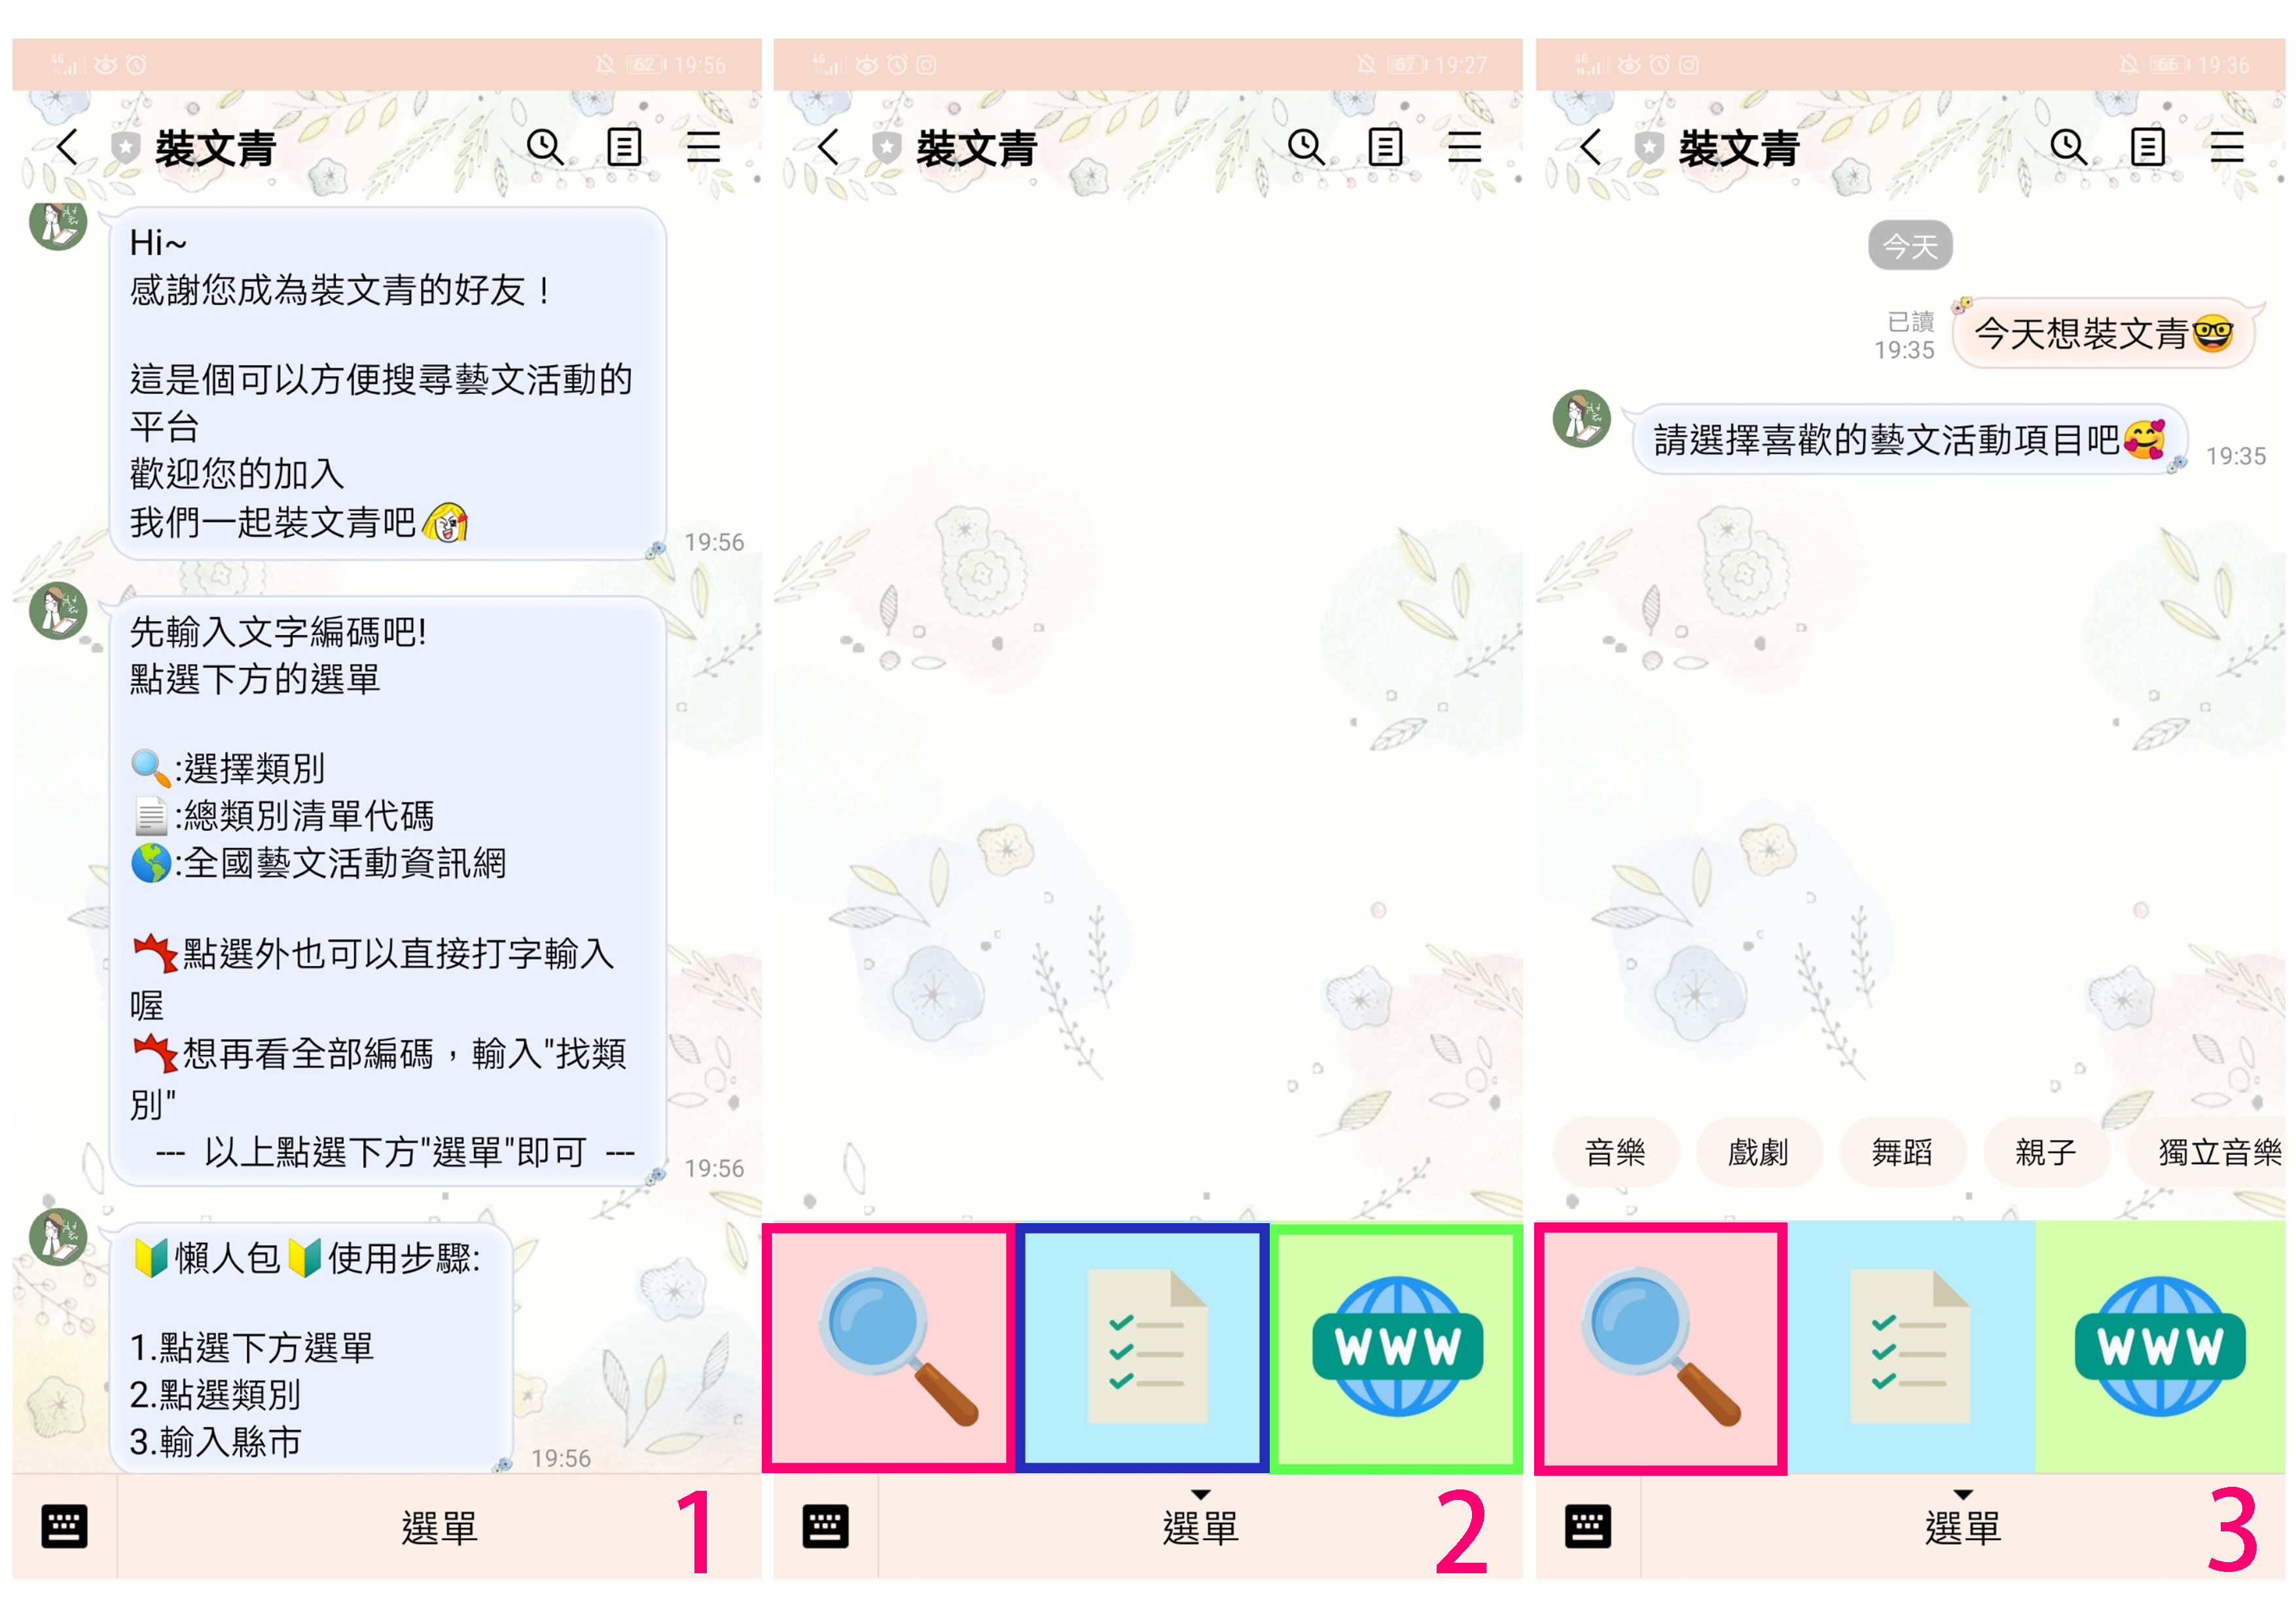 4G
62
19:56
裝文青
Hi~
感謝您成為裝文青的好友！
這是個可以方便搜尋藝文活動的
平台
歡迎您的加入
我們一起裝文青吧
19:56
先輸入文字編碼吧!
點選下方的選單
:選擇類別
:總類別清單代碼
:全國藝文活動資訊網
點選外也可以直接打字輸入
喔
想再看全部編碼，輸入"找類
別"
--- 以上點選下方"選單"即可 ---
19:56
懶人包🔰使用步驟:
1.點選下方選單
2.點選類別
3.輸入縣市
19:56
選單
1
4G
67
19:27
裝文青
WWW
選單
2
4G
66
19:36
裝文青
今天
已讀
19:35
今天想裝文青🤓
請選擇喜歡的藝文活動項目吧🥰
19:35
音樂
戲劇
舞蹈
親子
獨立音樂
WWW
選單
3